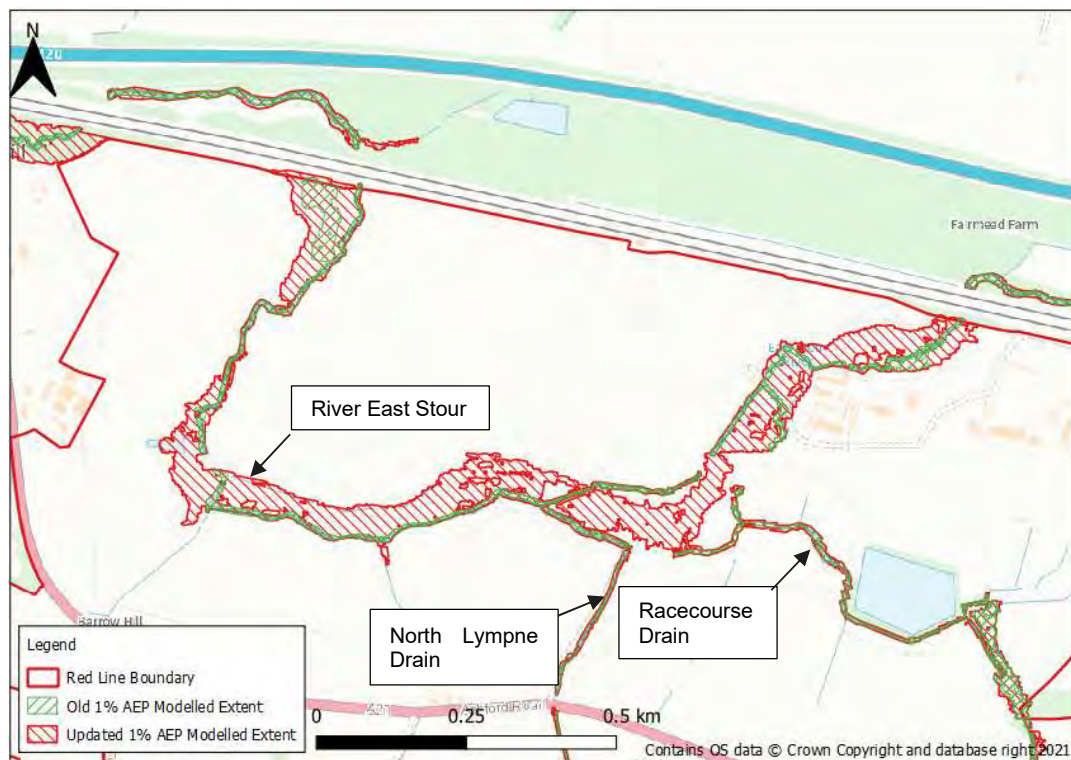 N
A20
Fairmead Farm
River East Stour
North Lympne
Drain
Racecourse
Drain
Barrow Hill
A20
Legend
Red Line Boundary
Old 1% AEP Modelled Extent
Updated 1% AEP Modelled Extent
0 0.25 0.5 km
Contains OS data © Crown Copyright and database right 2021